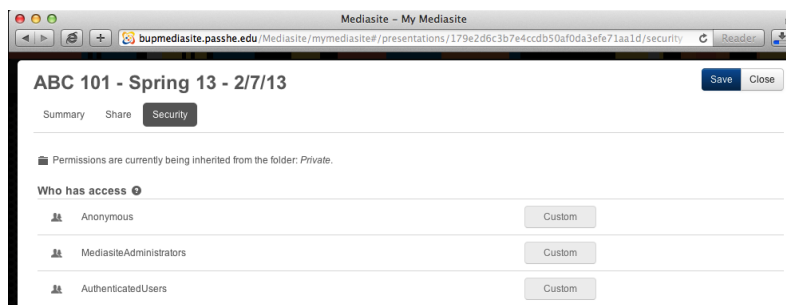 Mediasite – My Mediasite
bupmediasite.passhe.edu/Mediasite/mymediasite#/presentations/179e2d6c3b7e4ccdb50af0da3efe71aa1d/security
Reader
ABC 101 - Spring 13 - 2/7/13
Save Close
Summary Share Security
Permissions are currently being inherited from the folder: Private.
Who has access ?
Anonymous Custom
MediasiteAdministrators Custom
AuthenticatedUsers Custom